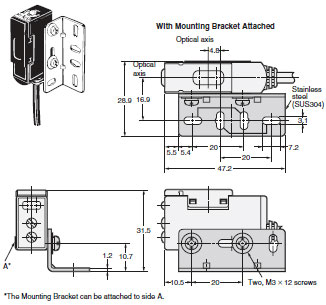 With Mounting Bracket Attached
Optical axis
4.8
Optical
axis
Stainless
steel
(SUS304)
28.9
16.9
3.1
5.5
5.4
20
7.2
20
47.2
A*
31.5
1.2
10.7
10.5
20
Two, M3 × 12 screws
*The Mounting Bracket can be attached to side A.